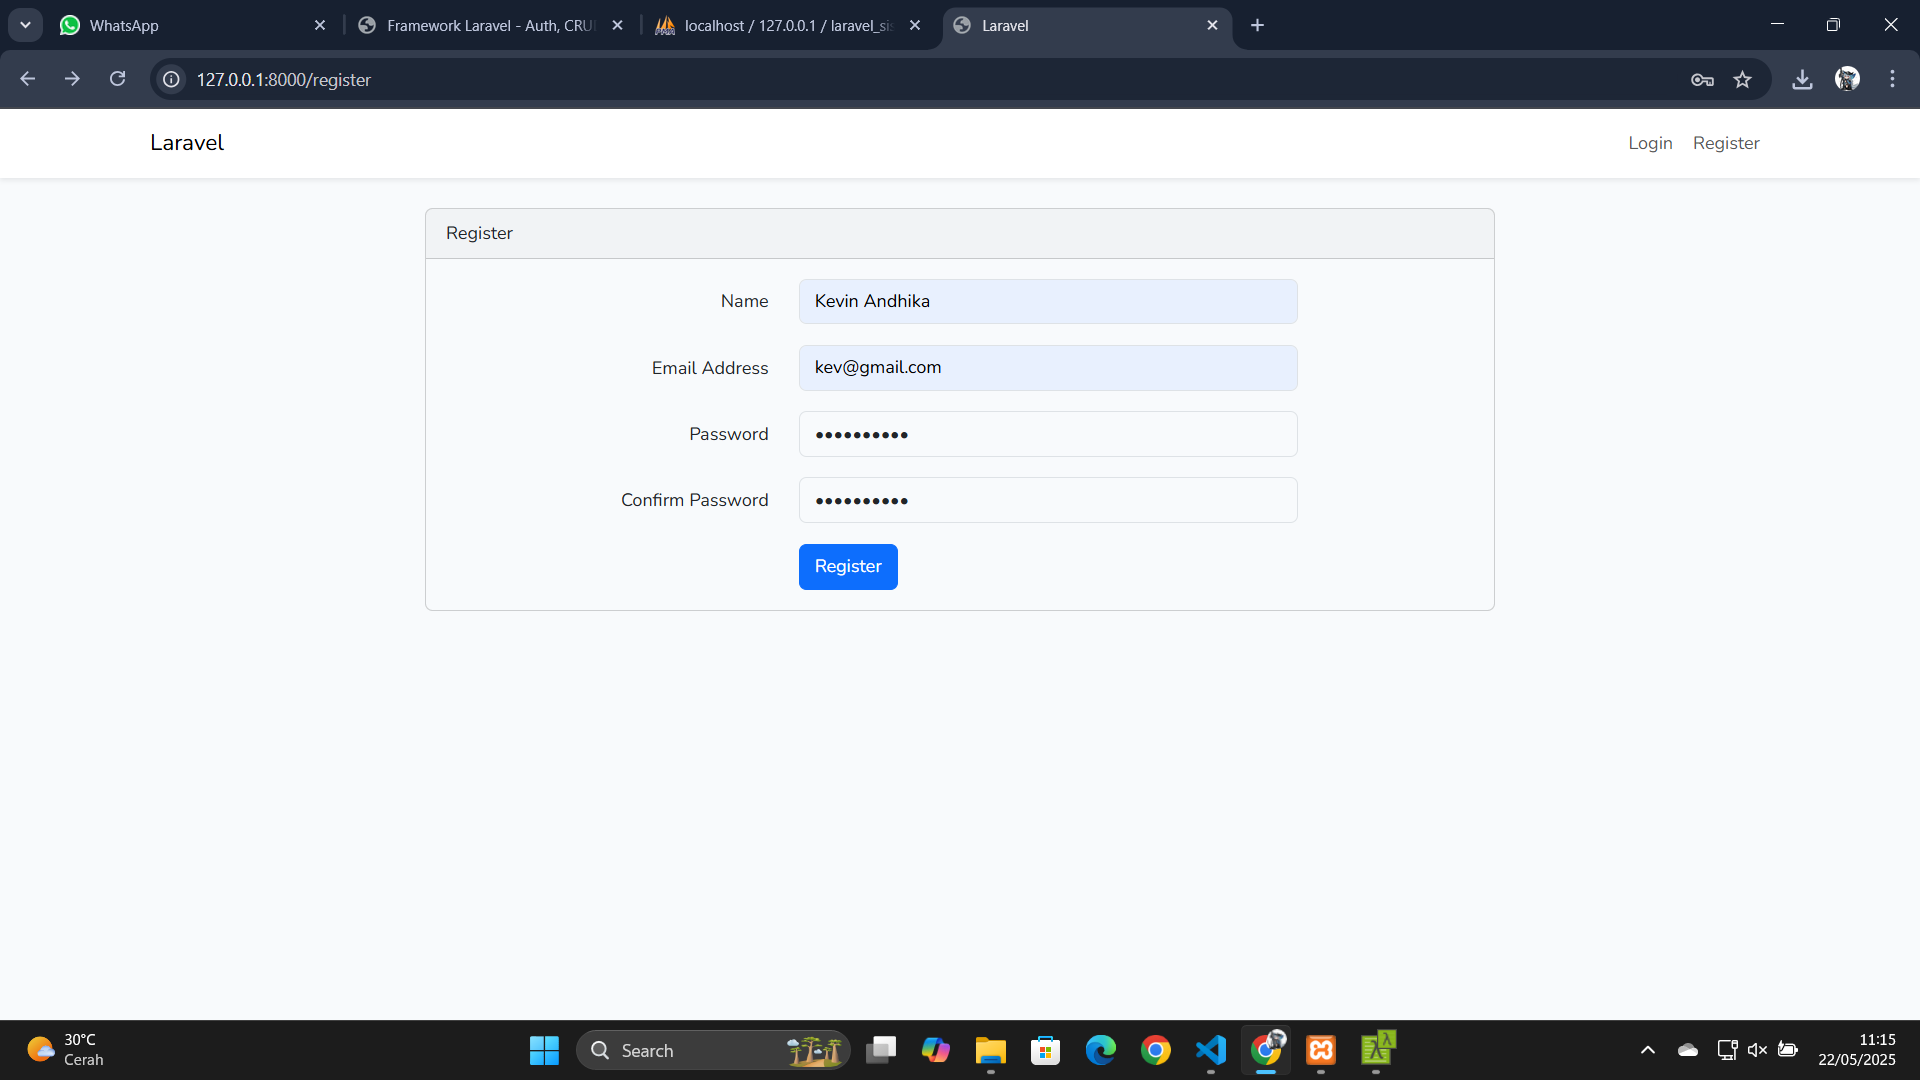 WhatsApp
Framework Laravel - Auth, CRU
localhost / 127.0.0.1 / laravel_si
Laravel
127.0.0.1:8000/register
Laravel
Login
Register
Register
Name
Kevin Andhika
Email Address
kev@gmail.com
Password
••••••••••
Confirm Password
••••••••••
Register
30°C
Cerah
Search
11:15
22/05/2025